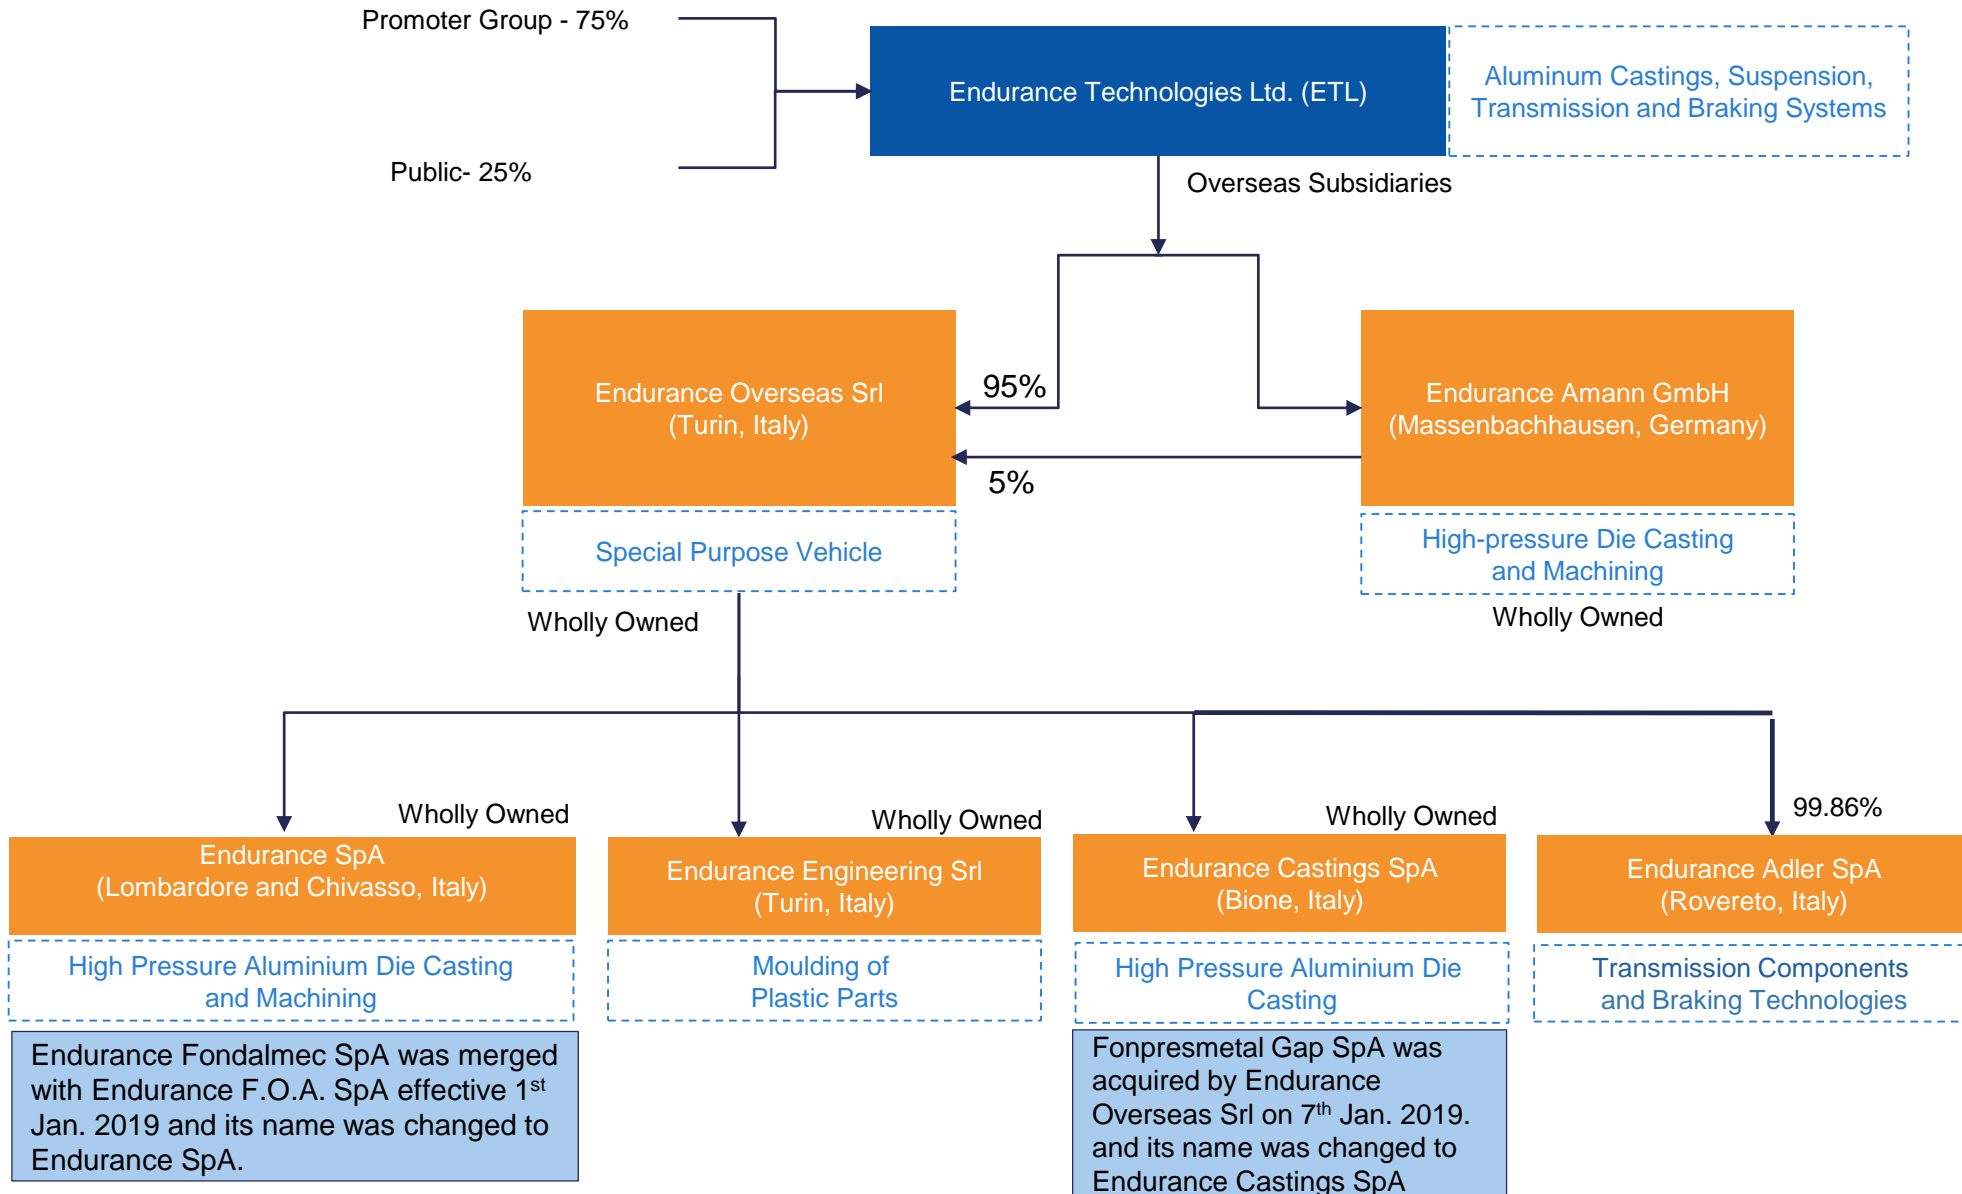 Promoter Group - 75%
Endurance Technologies Ltd. (ETL)
Aluminum Castings, Suspension,
Transmission and Braking Systems
Public- 25%
Overseas Subsidiaries
Endurance Overseas Srl
(Turin, Italy)
95%
5%
Endurance Amann GmbH
(Massenbachhausen, Germany)
Special Purpose Vehicle
High-pressure Die Casting
and Machining
Wholly Owned
Wholly Owned
Wholly Owned
Endurance SpA
(Lombardore and Chivasso, Italy)
High Pressure Aluminium Die Casting
and Machining
Endurance Fondalmec SpA was merged
with Endurance F.O.A. SpA effective 1st
Jan. 2019 and its name was changed to
Endurance SpA.
Wholly Owned
Endurance Engineering Srl
(Turin, Italy)
Moulding of
Plastic Parts
Wholly Owned
Endurance Castings SpA
(Bione, Italy)
High Pressure Aluminium Die
Casting
Fonpresmetal Gap SpA was
acquired by Endurance
Overseas Srl on 7th Jan. 2019.
and its name was changed to
Endurance Castings SpA
99.86%
Endurance Adler SpA
(Rovereto, Italy)
Transmission Components
and Braking Technologies